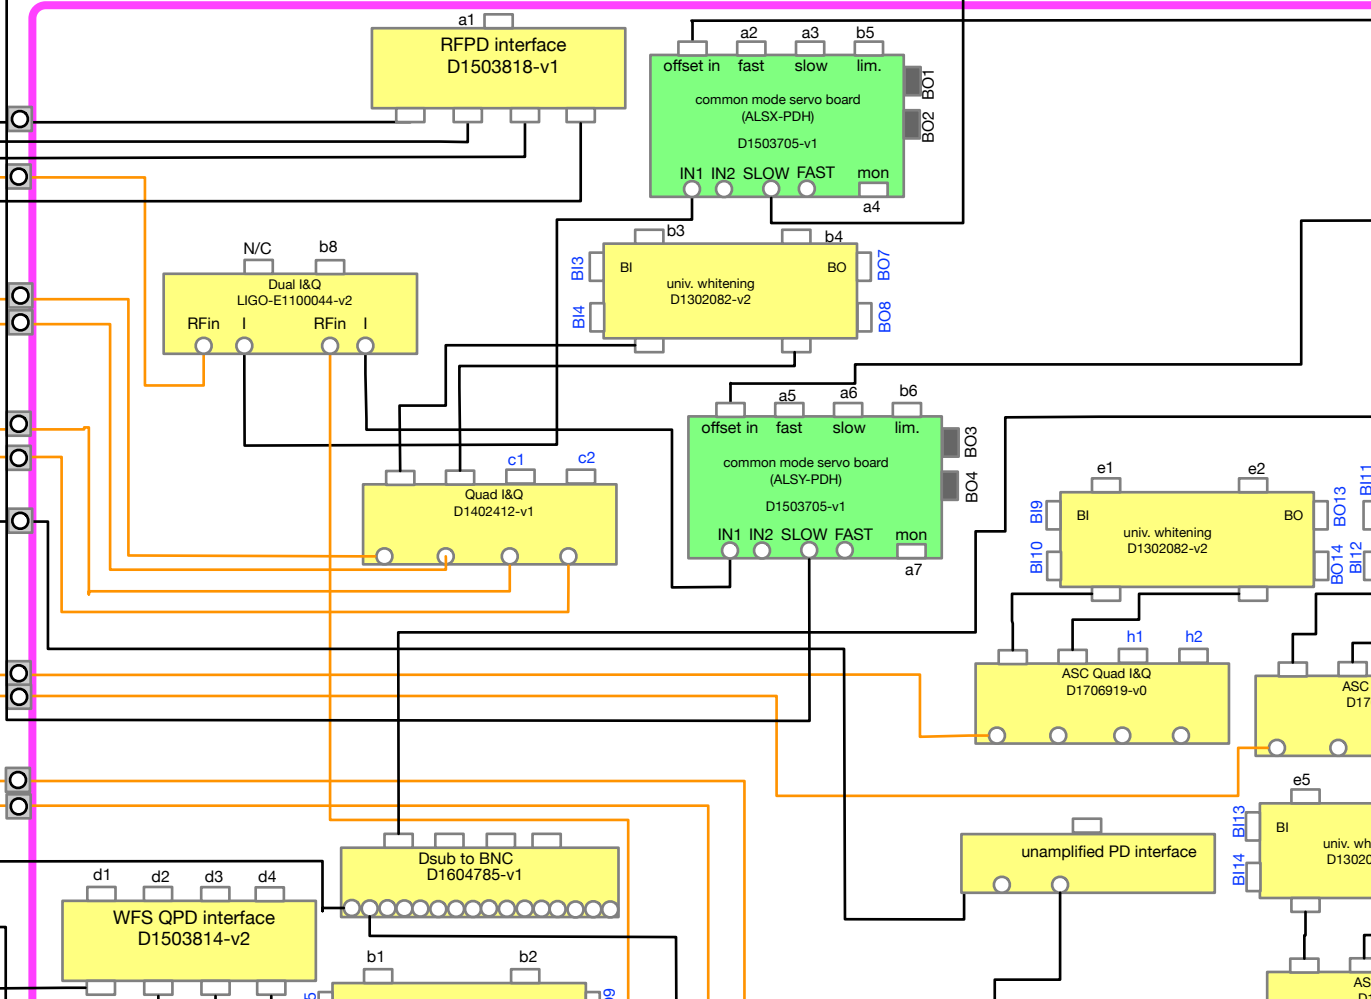 a1
RFPD interface
D1503818-v1
a2
a3
b5
offset in
fast
slow
lim.
BO1
BO2
common mode servo board
(ALSX-PDH)
D1503705-v1
IN1
IN2
SLOW
FAST
mon
a4
N/C
b8
Dual I&Q
LIGO-E1100044-v2
RFin
I
RFin
I
b3
b4
BI3
BI4
BI
BO
univ. whitening
D1302082-v2
BO7
BO8
a5
a6
b6
offset in
fast
slow
lim.
BO3
BO4
common mode servo board
(ALSY-PDH)
D1503705-v1
IN1
IN2
SLOW
FAST
mon
a7
c1
c2
Quad I&Q
D1402412-v1
e1
e2
BI9
BI10
BI
BO
univ. whitening
D1302082-v2
BO13
BO14
BI11
BI12
h1
h2
ASC Quad I&Q
D1706919-v0
ASC
D17
e5
BI13
BI14
BI
univ. wh
D13020
unamplified PD interface
Dsub to BNC
D1604785-v1
d1
d2
d3
d4
WFS QPD interface
D1503814-v2
b1
b2
AS